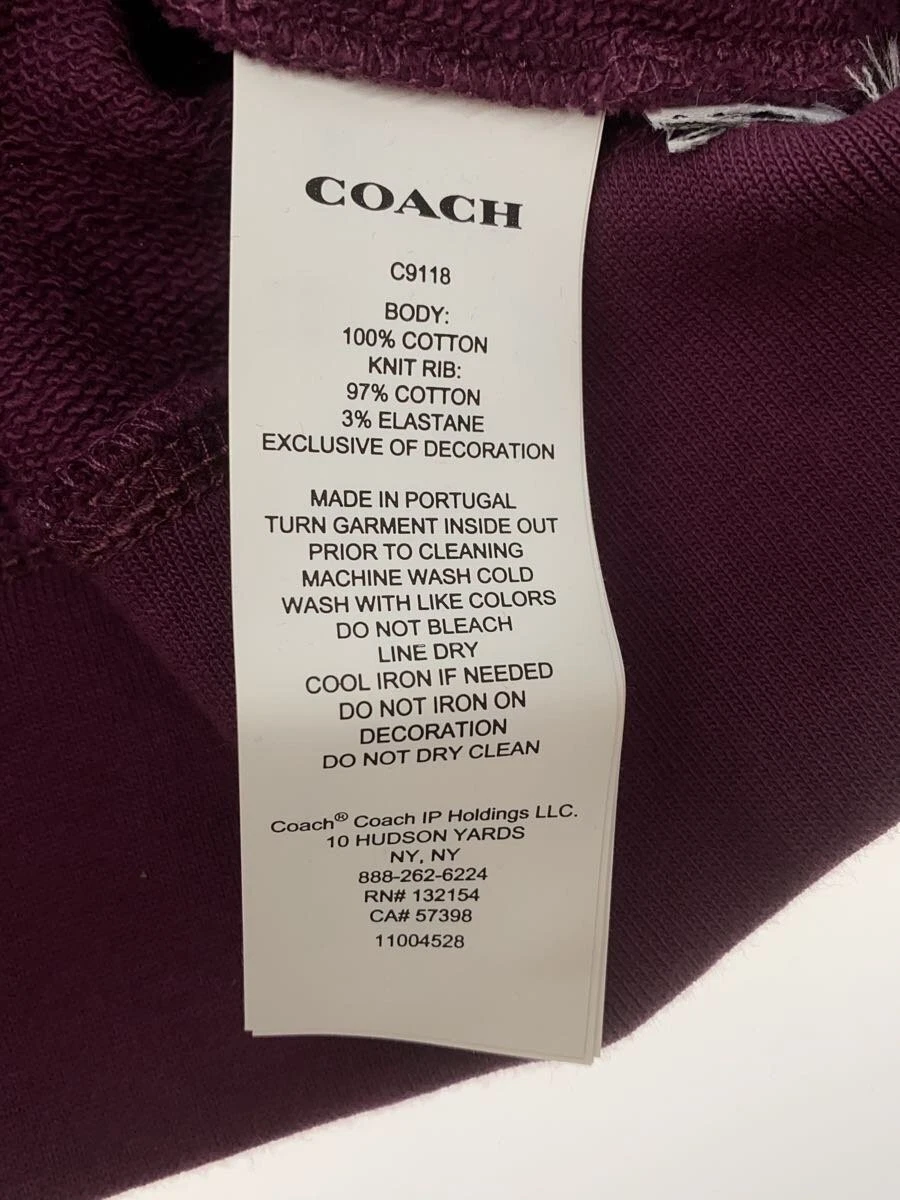 COACH
C9118
BODY:
100% COTTON
KNIT RIB:
97% COTTON
3% ELASTANE
EXCLUSIVE OF DECORATION
MADE IN PORTUGAL
TURN GARMENT INSIDE OUT
PRIOR TO CLEANING
MACHINE WASH COLD
WASH WITH LIKE COLORS
DO NOT BLEACH
LINE DRY
COOL IRON IF NEEDED
DO NOT IRON ON
DECORATION
DO NOT DRY CLEAN
Coach® Coach IP Holdings LLC.
10 HUDSON YARDS
NY, NY
888-262-6224
RN# 132154
CA# 57398
11004528